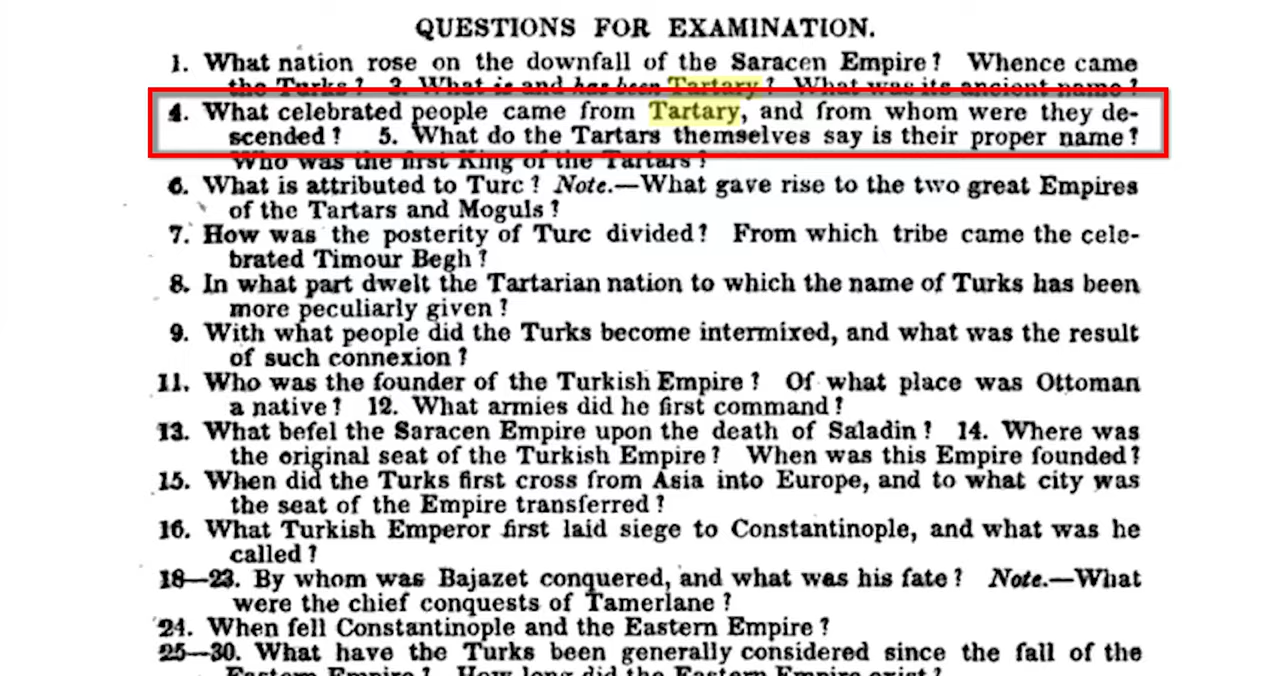 QUESTIONS FOR EXAMINATION.
1. What nation rose on the downfall of the Saracen Empire? Whence came
the Turks? 3. What is and has been Tartary? What was its ancient name?
4. What celebrated people came from Tartary, and from whom were they de-
scended? 5. What do the Tartars themselves say is their proper name?
Who was the first King of the Tartars?
6. What is attributed to Turc? Note.—What gave rise to the two great Empires
of the Tartars and Moguls?
7. How was the posterity of Turc divided? From which tribe came the cele-
brated Timour Begh?
8. In what part dwelt the Tartarian nation to which the name of Turks has been
more peculiarly given?
9. With what people did the Turks become intermixed, and what was the result
of such connexion?
11. Who was the founder of the Turkish Empire? Of what place was Ottoman
a native? 12. What armies did he first command?
13. What befel the Saracen Empire upon the death of Saladin? 14. Where was
the original seat of the Turkish Empire? When was this Empire founded?
15. When did the Turks first cross from Asia into Europe, and to what city was
the seat of the Empire transferred?
16. What Turkish Emperor first laid siege to Constantinople, and what was he
called?
18—23. By whom was Bajazet conquered, and what was his fate? Note.—What
were the chief conquests of Tamerlane?
24. When fell Constantinople and the Eastern Empire?
25—30. What have the Turks been generally considered since the fall of the
Eastern Empire? How long did the Eastern Empire exist?